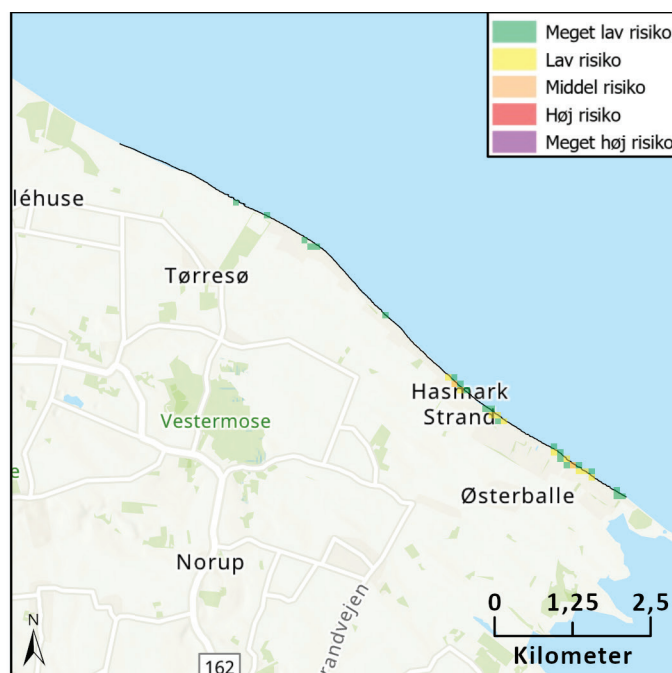 Meget lav risiko
Lav risiko
Middel risiko
Høj risiko
Meget høj risiko
léhuse
Tørresø
Hasmark
Strand
Vestermose
e
Østerballe
Norup
randvejen
162
N
0 1,25 2,5
Kilometer